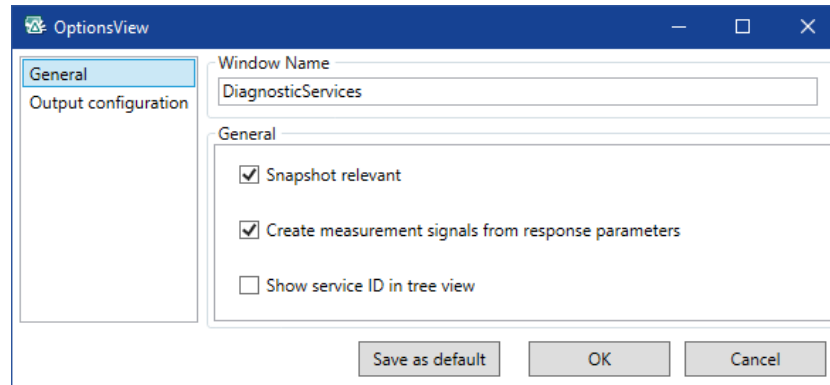 OptionsView
General
Output configuration
Window Name
DiagnosticServices
General
Snapshot relevant
Create measurement signals from response parameters
Show service ID in tree view
Save as default
OK
Cancel